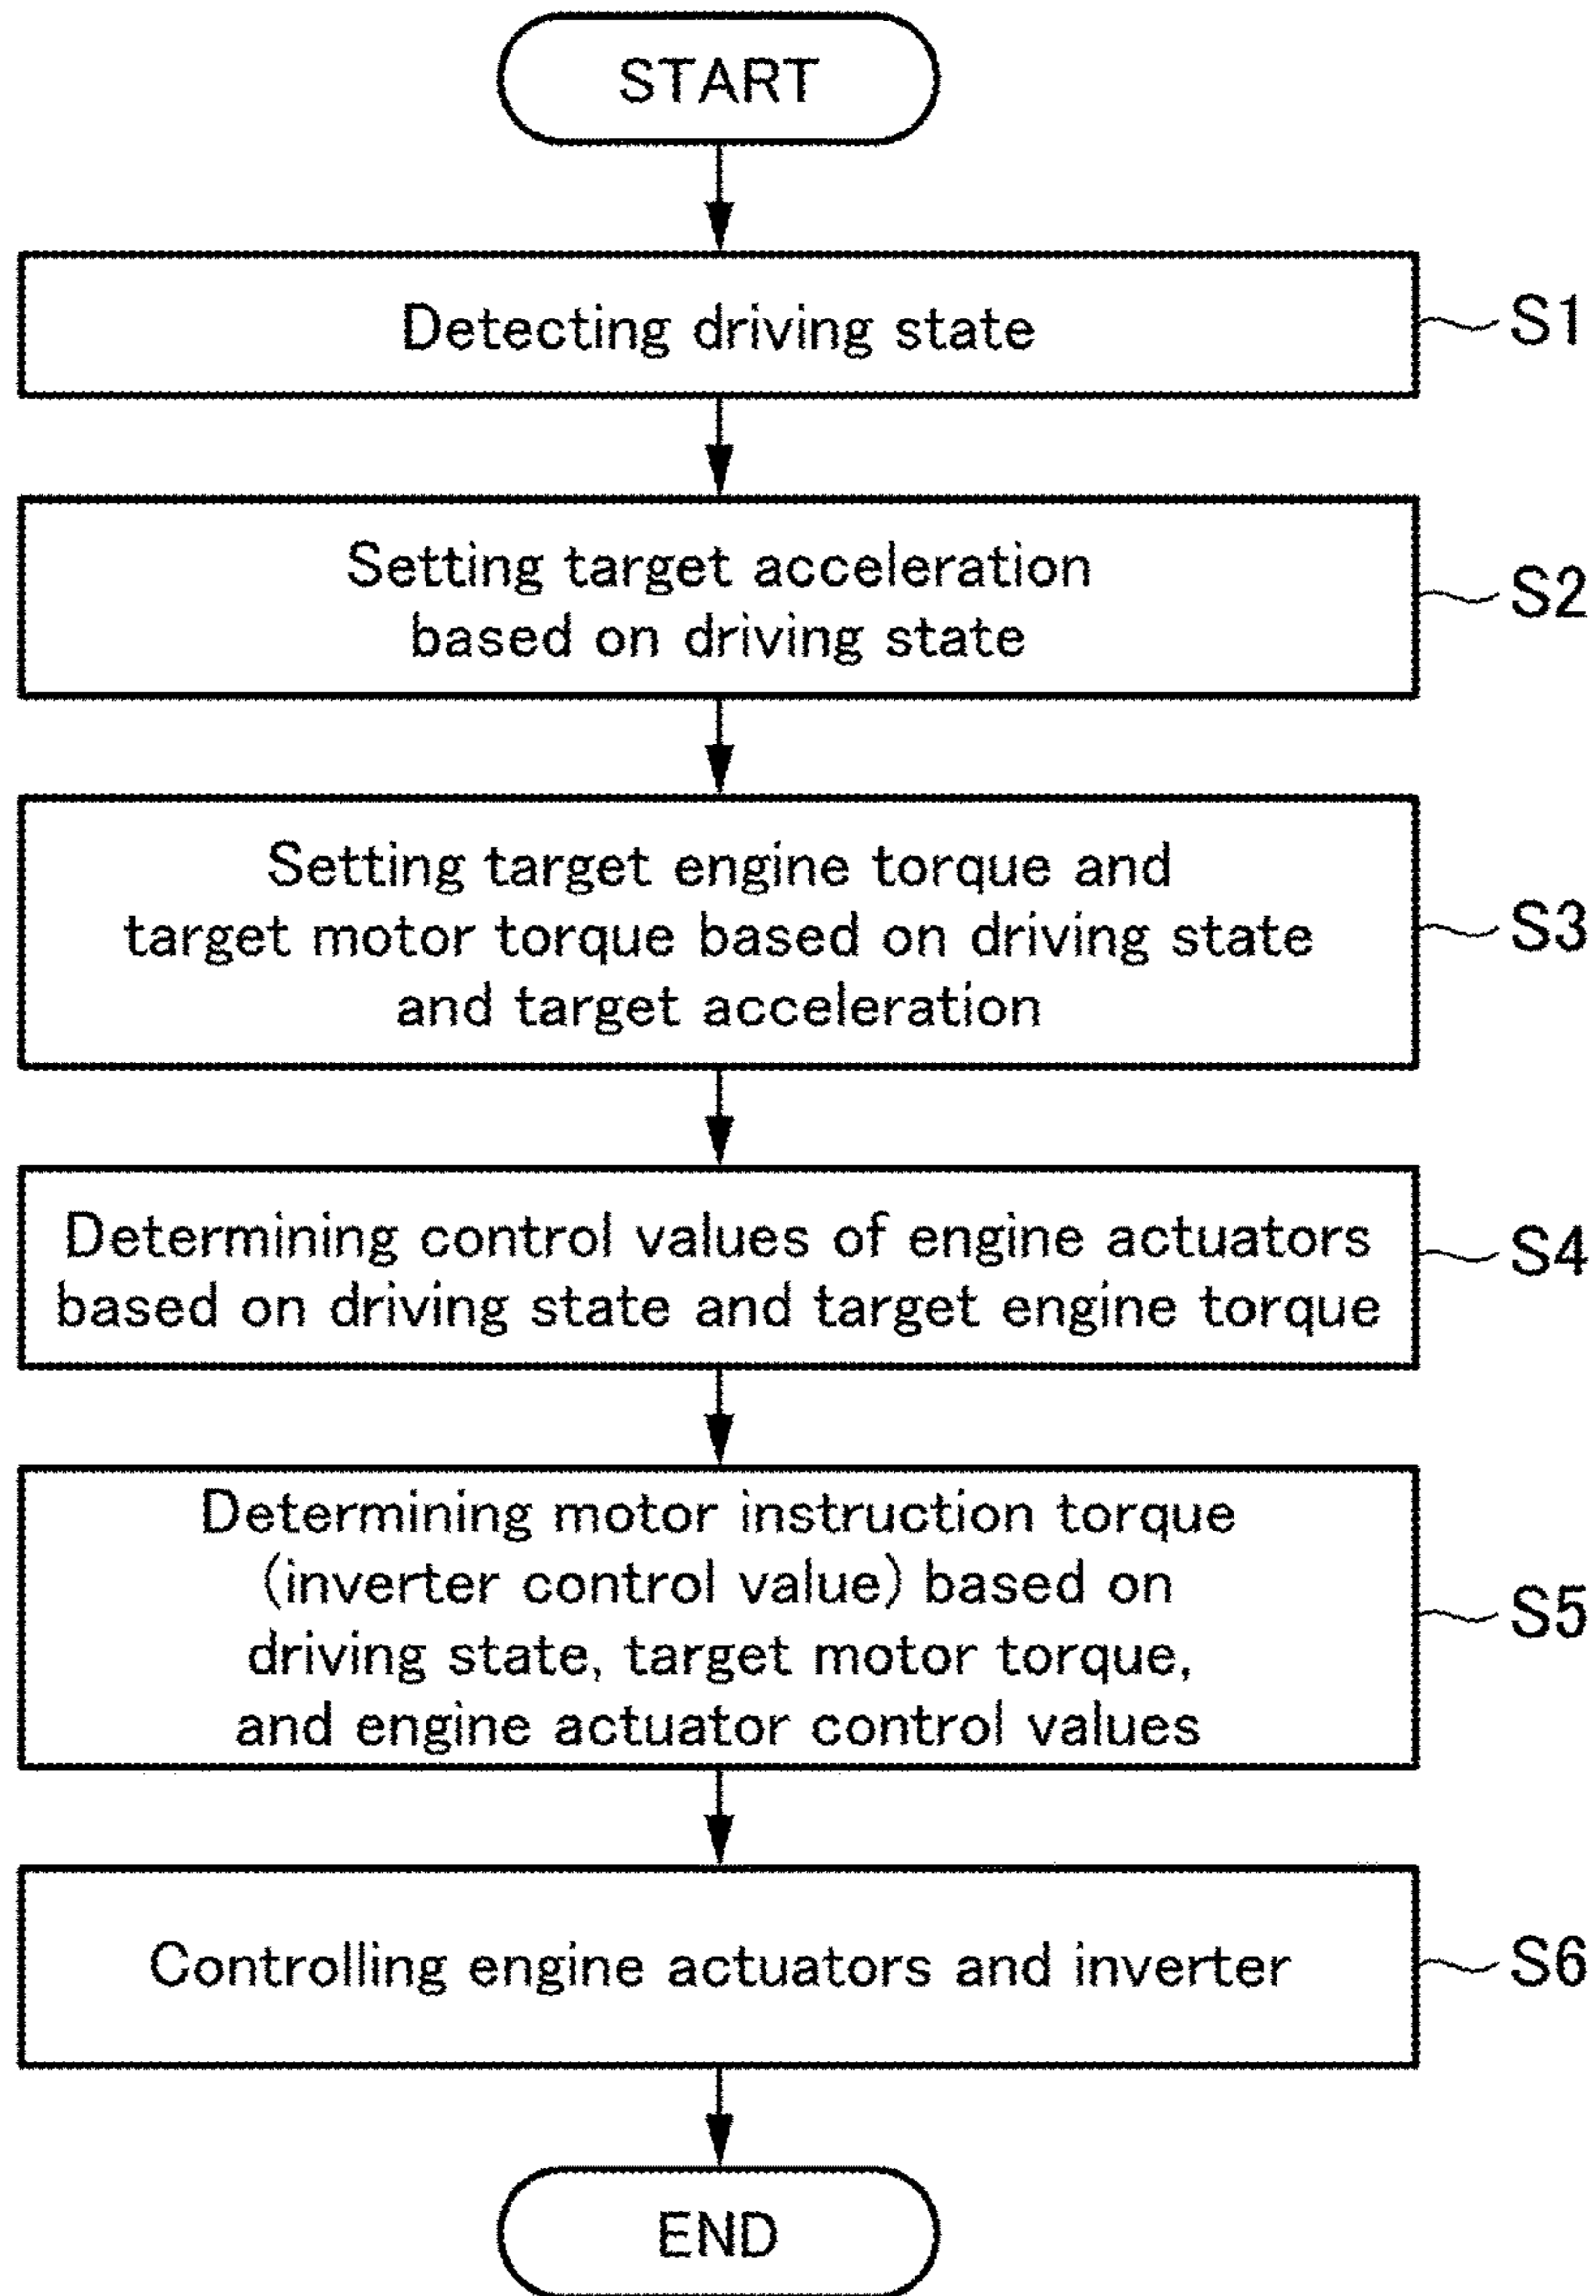 START
Detecting driving state
S1
Setting target acceleration
based on driving state
S2
Setting target engine torque and
target motor torque based on driving state
and target acceleration
S3
Determining control values of engine actuators
based on driving state and target engine torque
S4
Determining motor instruction torque
(inverter control value) based on
driving state, target motor torque,
and engine actuator control values
S5
Controlling engine actuators and inverter
S6
END